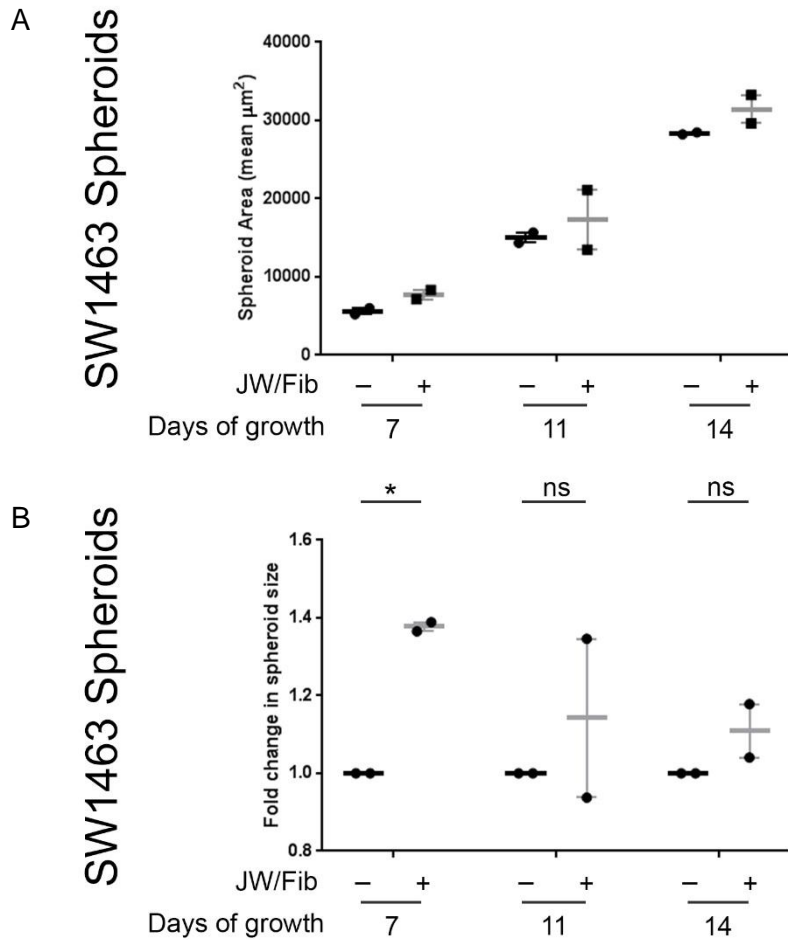 A
SW1463 Spheroids
Spheroid Area (mean μm²)
40000
30000
20000
10000
0
JW/Fib – + – + – +
Days of growth 7 11 14
B
SW1463 Spheroids
* ns ns
Fold change in spheroid size
1.6
1.4
1.2
1.0
0.8
JW/Fib – + – + – +
Days of growth 7 11 14